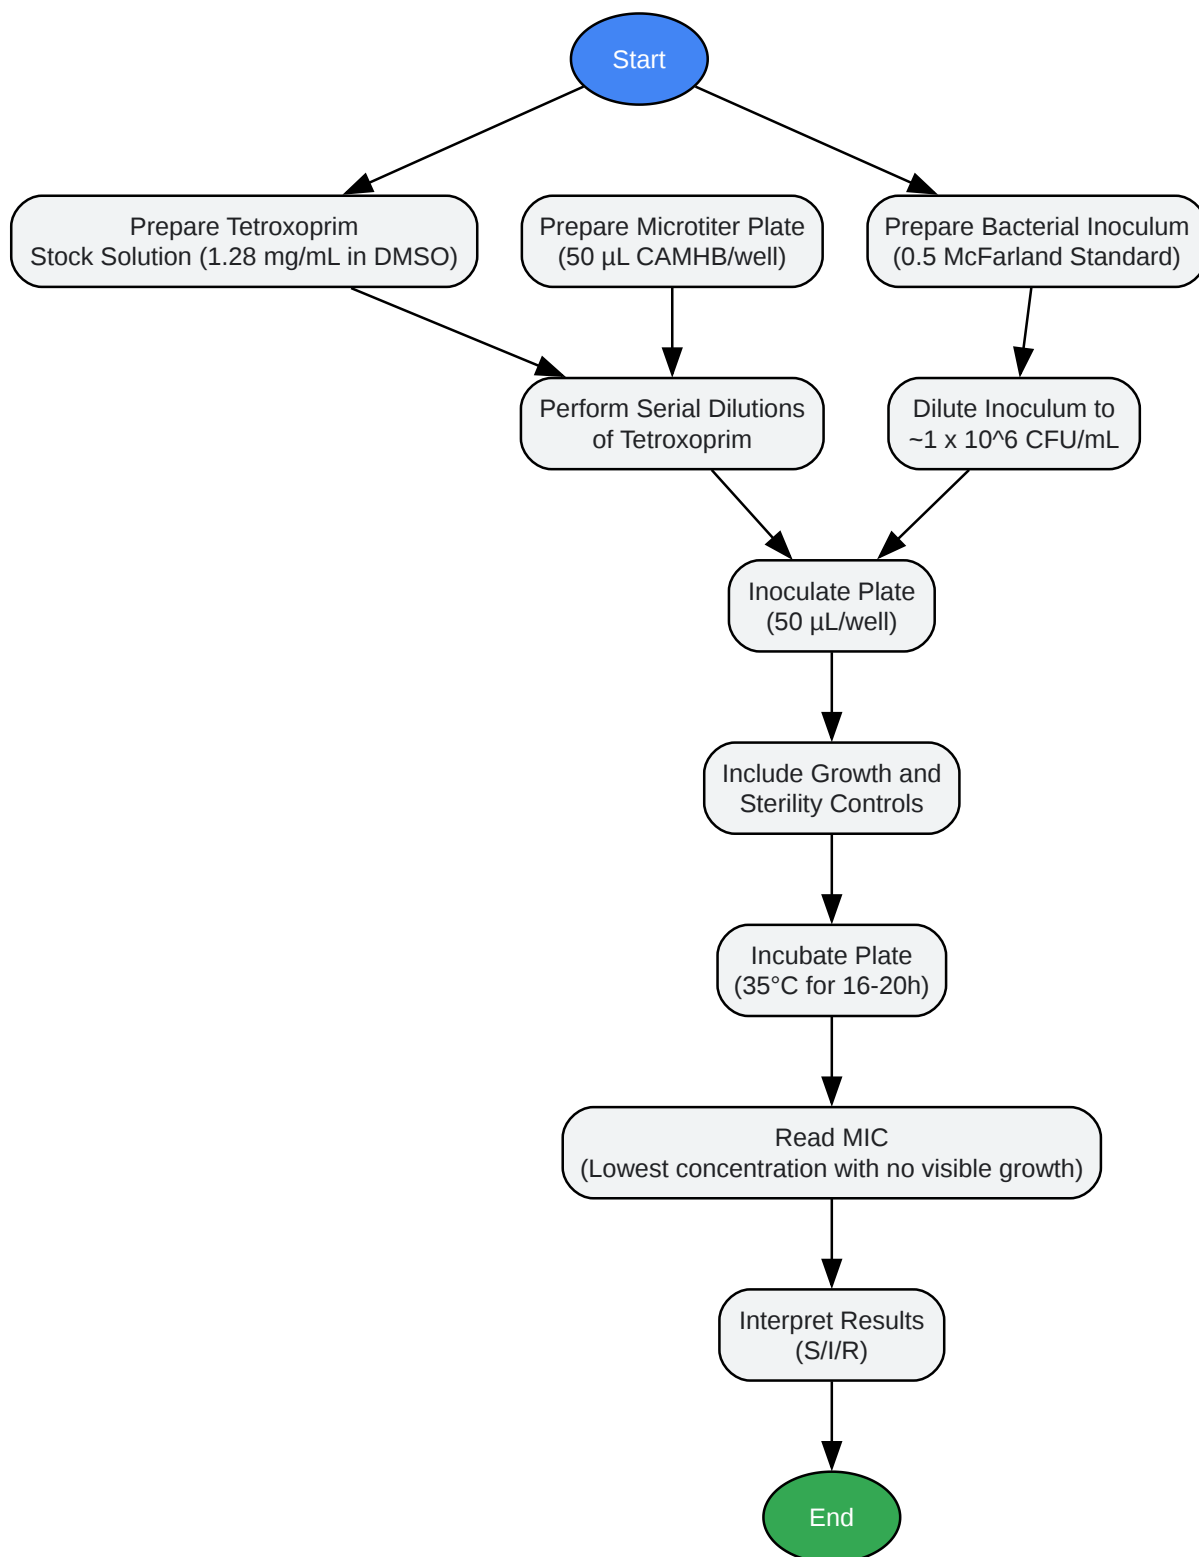 Start
Prepare Tetroxoprim
Stock Solution (1.28 mg/mL in DMSO)
Prepare Microtiter Plate
(50 µL CAMHB/well)
Prepare Bacterial Inoculum
(0.5 McFarland Standard)
Perform Serial Dilutions
of Tetroxoprim
Dilute Inoculum to
~1 x 10^6 CFU/mL
Inoculate Plate
(50 µL/well)
Include Growth and
Sterility Controls
Incubate Plate
(35°C for 16-20h)
Read MIC
(Lowest concentration with no visible growth)
Interpret Results
(S/I/R)
End